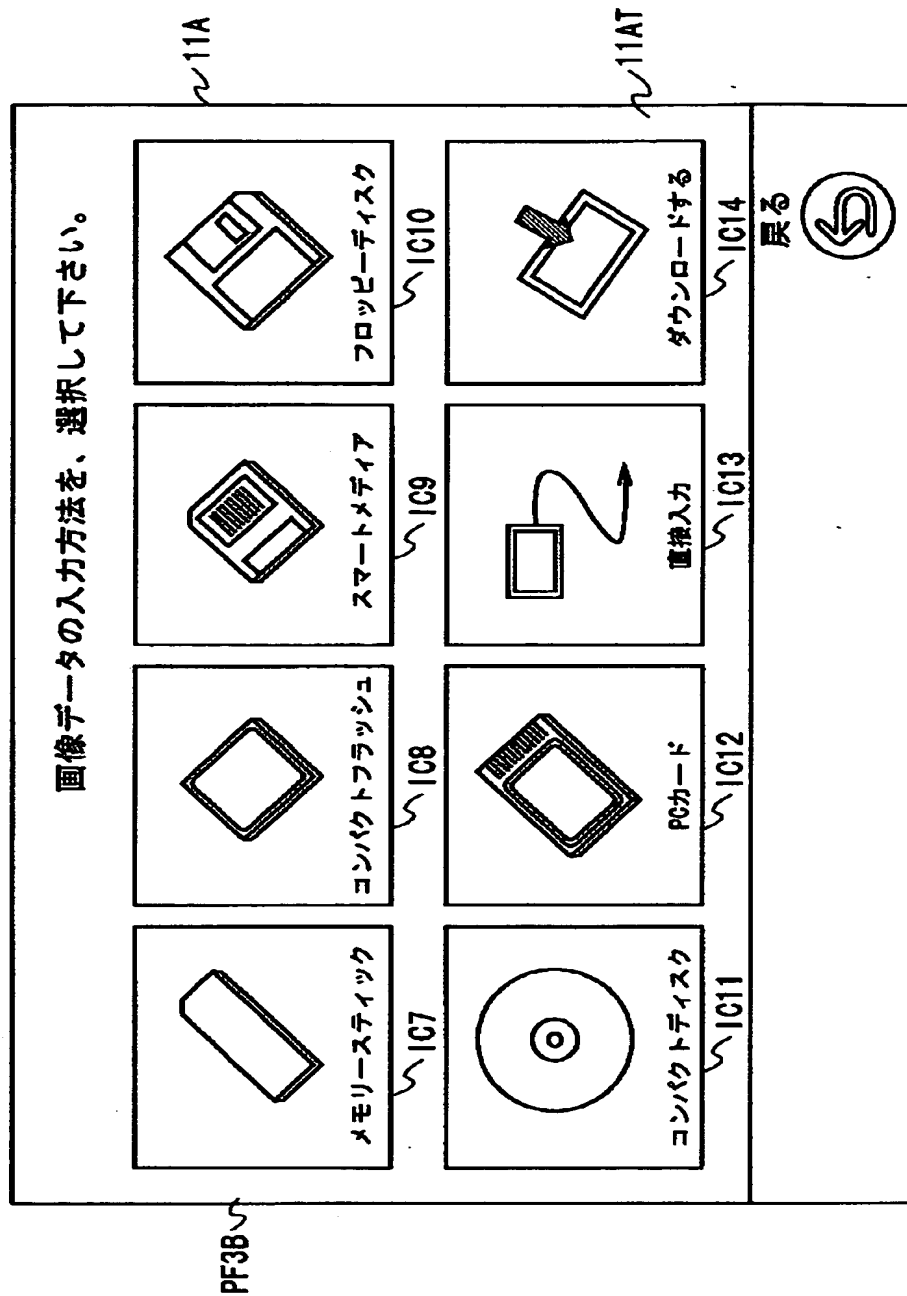 11A
画像データの入力方法を、選択して下さい。
メモリースティック
コンパクトフラッシュ
スマートメディア
フロッピーディスク
IC7
IC8
IC9
IC10
PF3B
11AT
コンパクトディスク
PCカード
直接入力
ダウンロードする
IC11
IC12
IC13
IC14
戻る